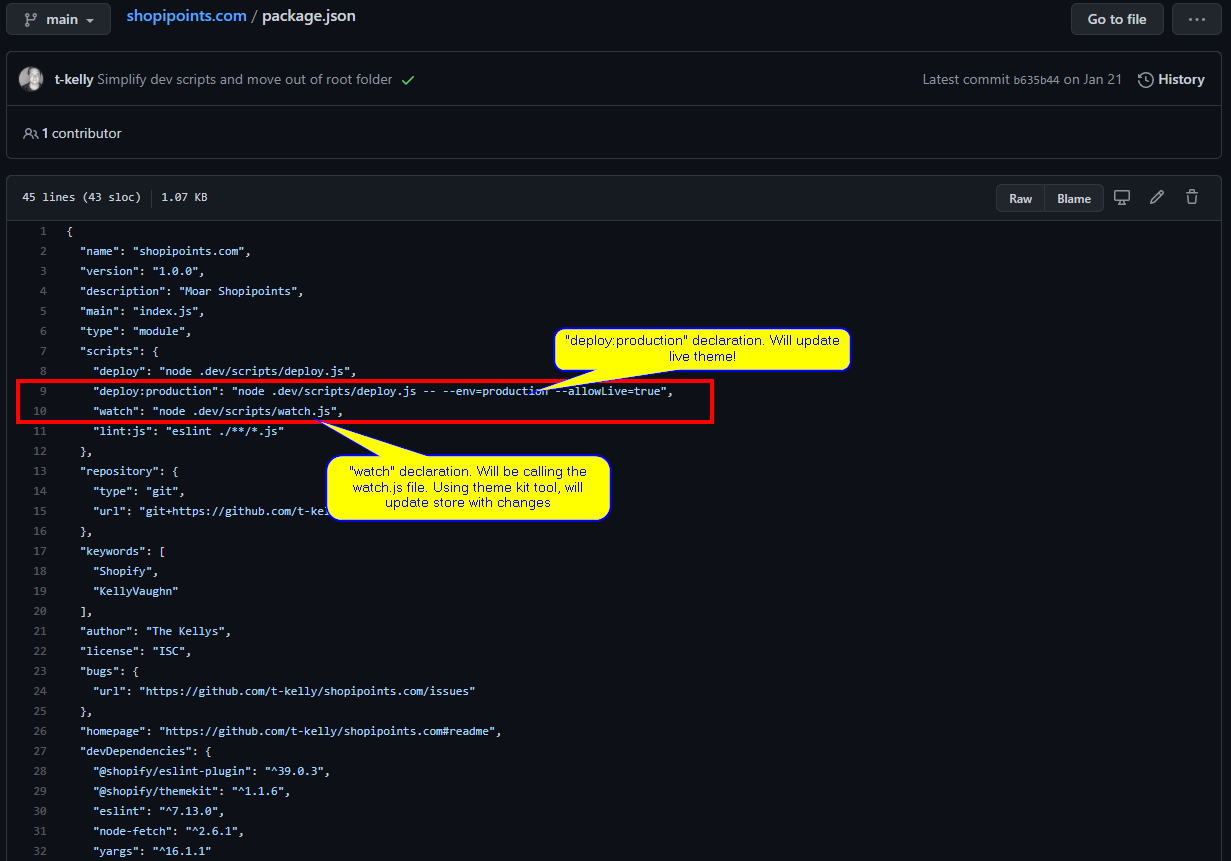 main
shopipoints.com / package.json
Go to file
...
t-kelly Simplify dev scripts and move out of root folder
Latest commit b635b44 on Jan 21
History
1 contributor
45 lines (43 sloc) 1.07 KB
Raw
Blame
1 {
2 "name": "shopipoints.com",
3 "version": "1.0.0",
4 "description": "Moar Shopipoints",
5 "main": "index.js",
6 "type": "module",
7 "scripts": {
"deploy:production" declaration. Will update
live theme!
8 "deploy": "node .dev/scripts/deploy.js",
9 "deploy:production": "node .dev/scripts/deploy.js -- --env=production --allowLive=true",
10 "watch": "node .dev/scripts/watch.js",
11 "lint:js": "eslint ./**/*.js"
12 },
"watch" declaration. Will be calling the
watch.js file. Using theme kit tool, will
update store with changes
13 "repository": {
14 "type": "git",
15 "url": "git+https://github.com/t-kel
16 },
17 "keywords": [
18 "Shopify",
19 "KellyVaughn"
20 ],
21 "author": "The Kellys",
22 "license": "ISC",
23 "bugs": {
24 "url": "https://github.com/t-kelly/shopipoints.com/issues"
25 },
26 "homepage": "https://github.com/t-kelly/shopipoints.com#readme",
27 "devDependencies": {
28 "@shopify/eslint-plugin": "^39.0.3",
29 "@shopify/themekit": "^1.1.6",
30 "eslint": "^7.13.0",
31 "node-fetch": "^2.6.1",
32 "yargs": "^16.1.1"